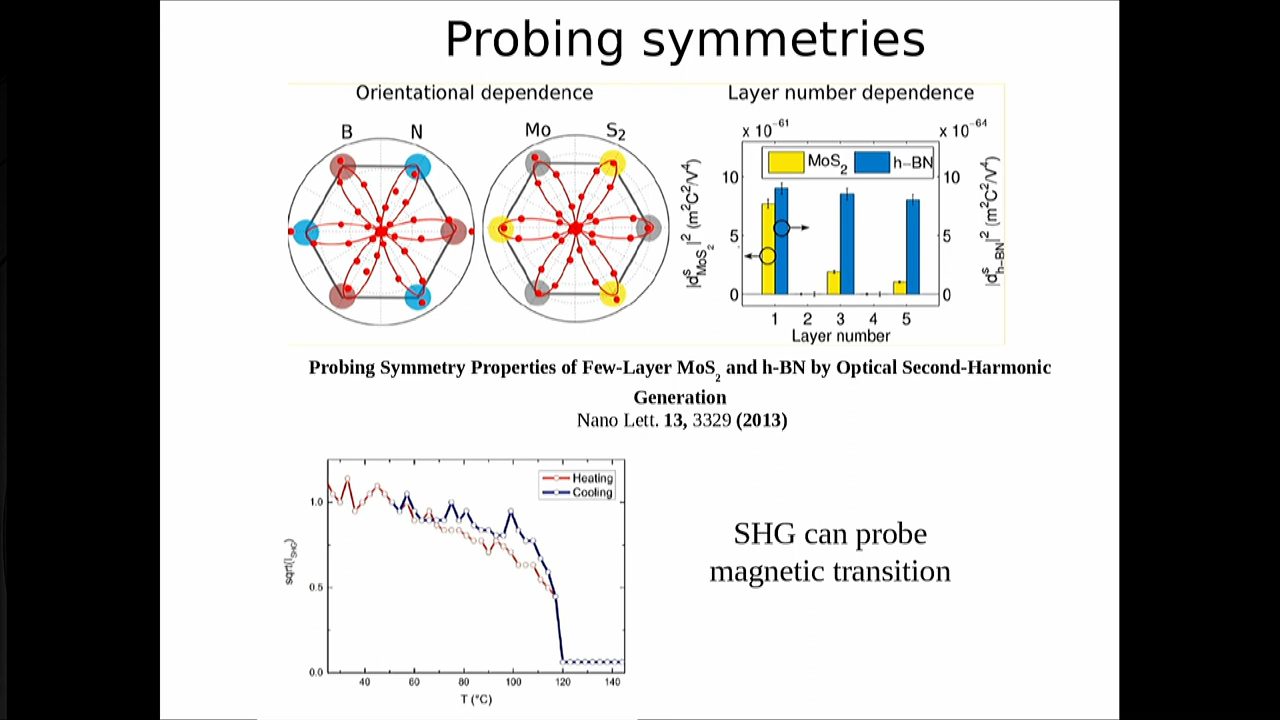 Probing symmetries
Orientational dependence
Layer number dependence
B N
Mo S2
x 10−61
x 10−64
MoS2 h−BN
|dsMoS2|2 (m2C2/V4)
10
5
0
10
5
0
|dsh−BN|2 (m2C2/V4)
1 2 3 4 5
Layer number
Probing Symmetry Properties of Few-Layer MoS2 and h-BN by Optical Second-Harmonic
Generation
Nano Lett. 13, 3329 (2013)
Heating
Cooling
sqrt(ISHG)
1.0
0.5
0.0
40 60 80 100 120 140
T (°C)
SHG can probe
magnetic transition